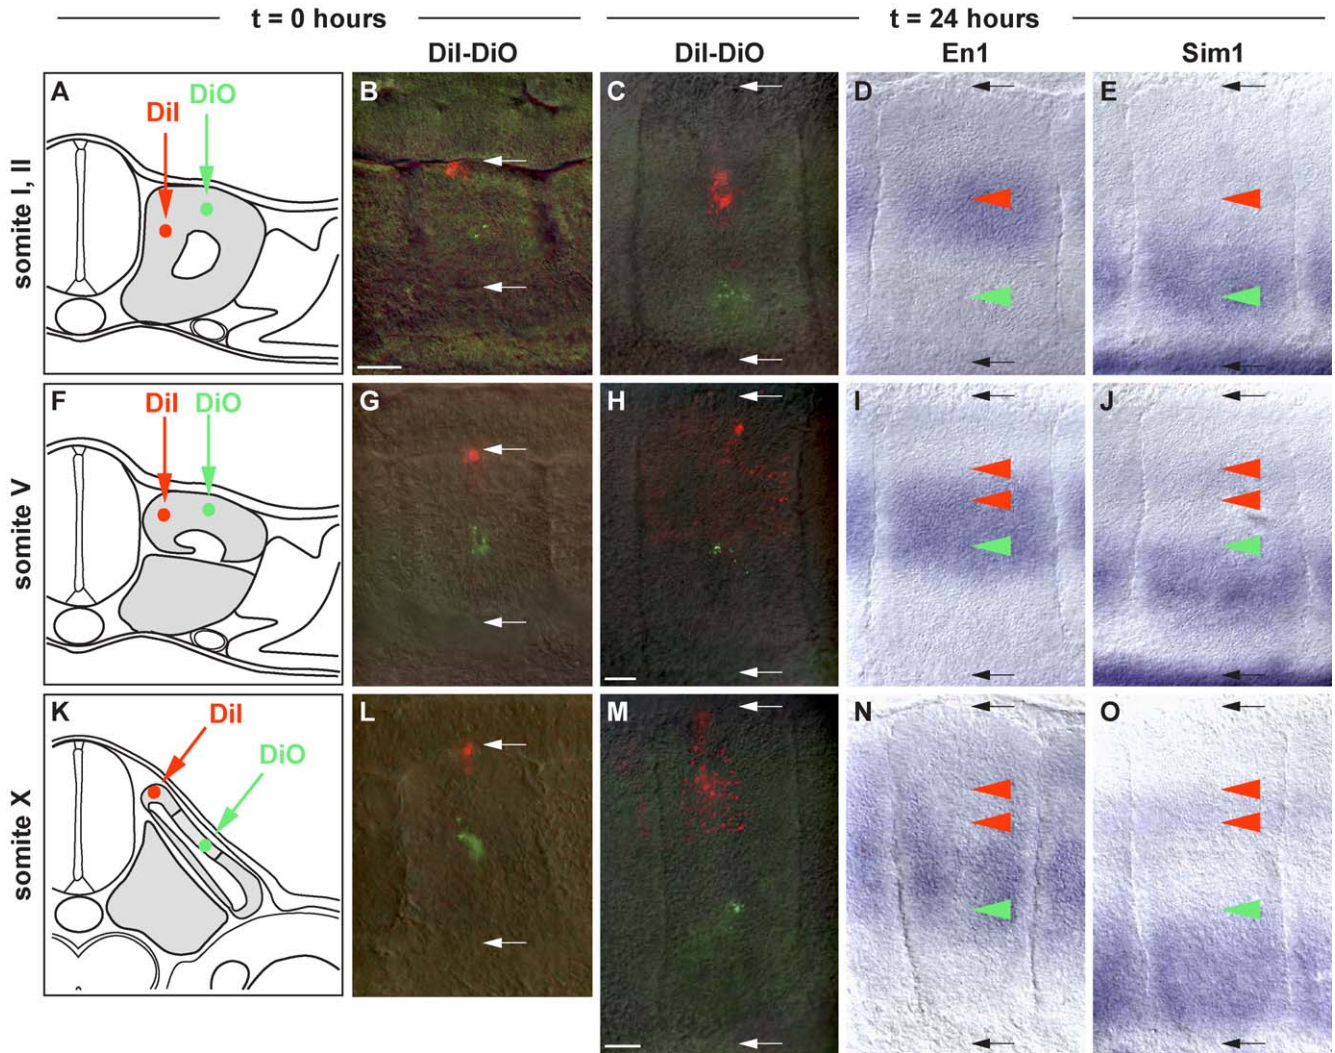 t = 0 hours
t = 24 hours
DiI-DiO
DiI-DiO
En1
Sim1
somite I, II
A
DiI
DiO
B
C
D
E
somite V
F
DiI
DiO
G
H
I
J
somite X
K
DiI
DiO
L
M
N
O